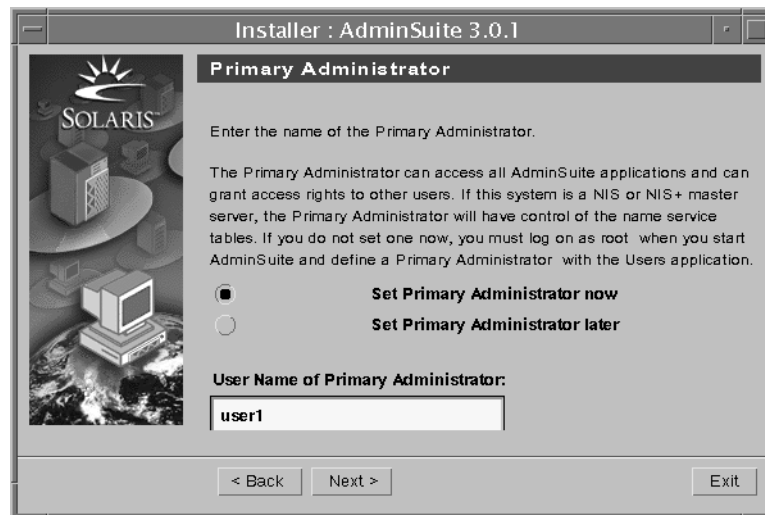 Installer : AdminSuite 3.0.1
Primary Administrator
SOLARIS™
Enter the name of the Primary Administrator.
The Primary Administrator can access all AdminSuite applications and can
grant access rights to other users. If this system is a NIS or NIS+ master
server, the Primary Administrator will have control of the name service
tables. If you do not set one now, you must log on as root when you start
AdminSuite and define a Primary Administrator with the Users application.
Set Primary Administrator now
Set Primary Administrator later
User Name of Primary Administrator:
user1
< Back
Next >
Exit